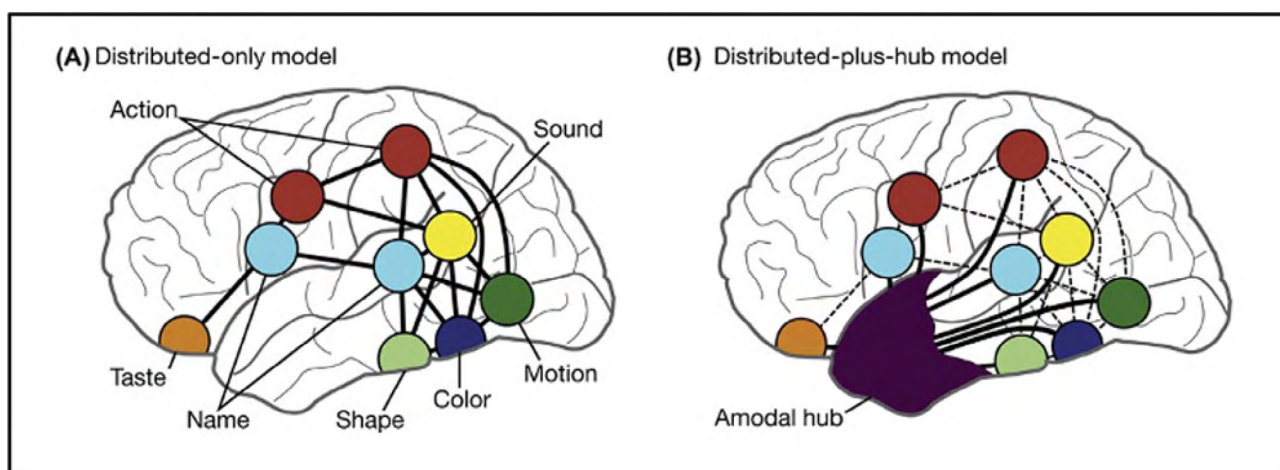 (A) Distributed-only model
(B) Distributed-plus-hub model
Action
Sound
Taste
Name
Shape
Color
Motion
Amodal hub